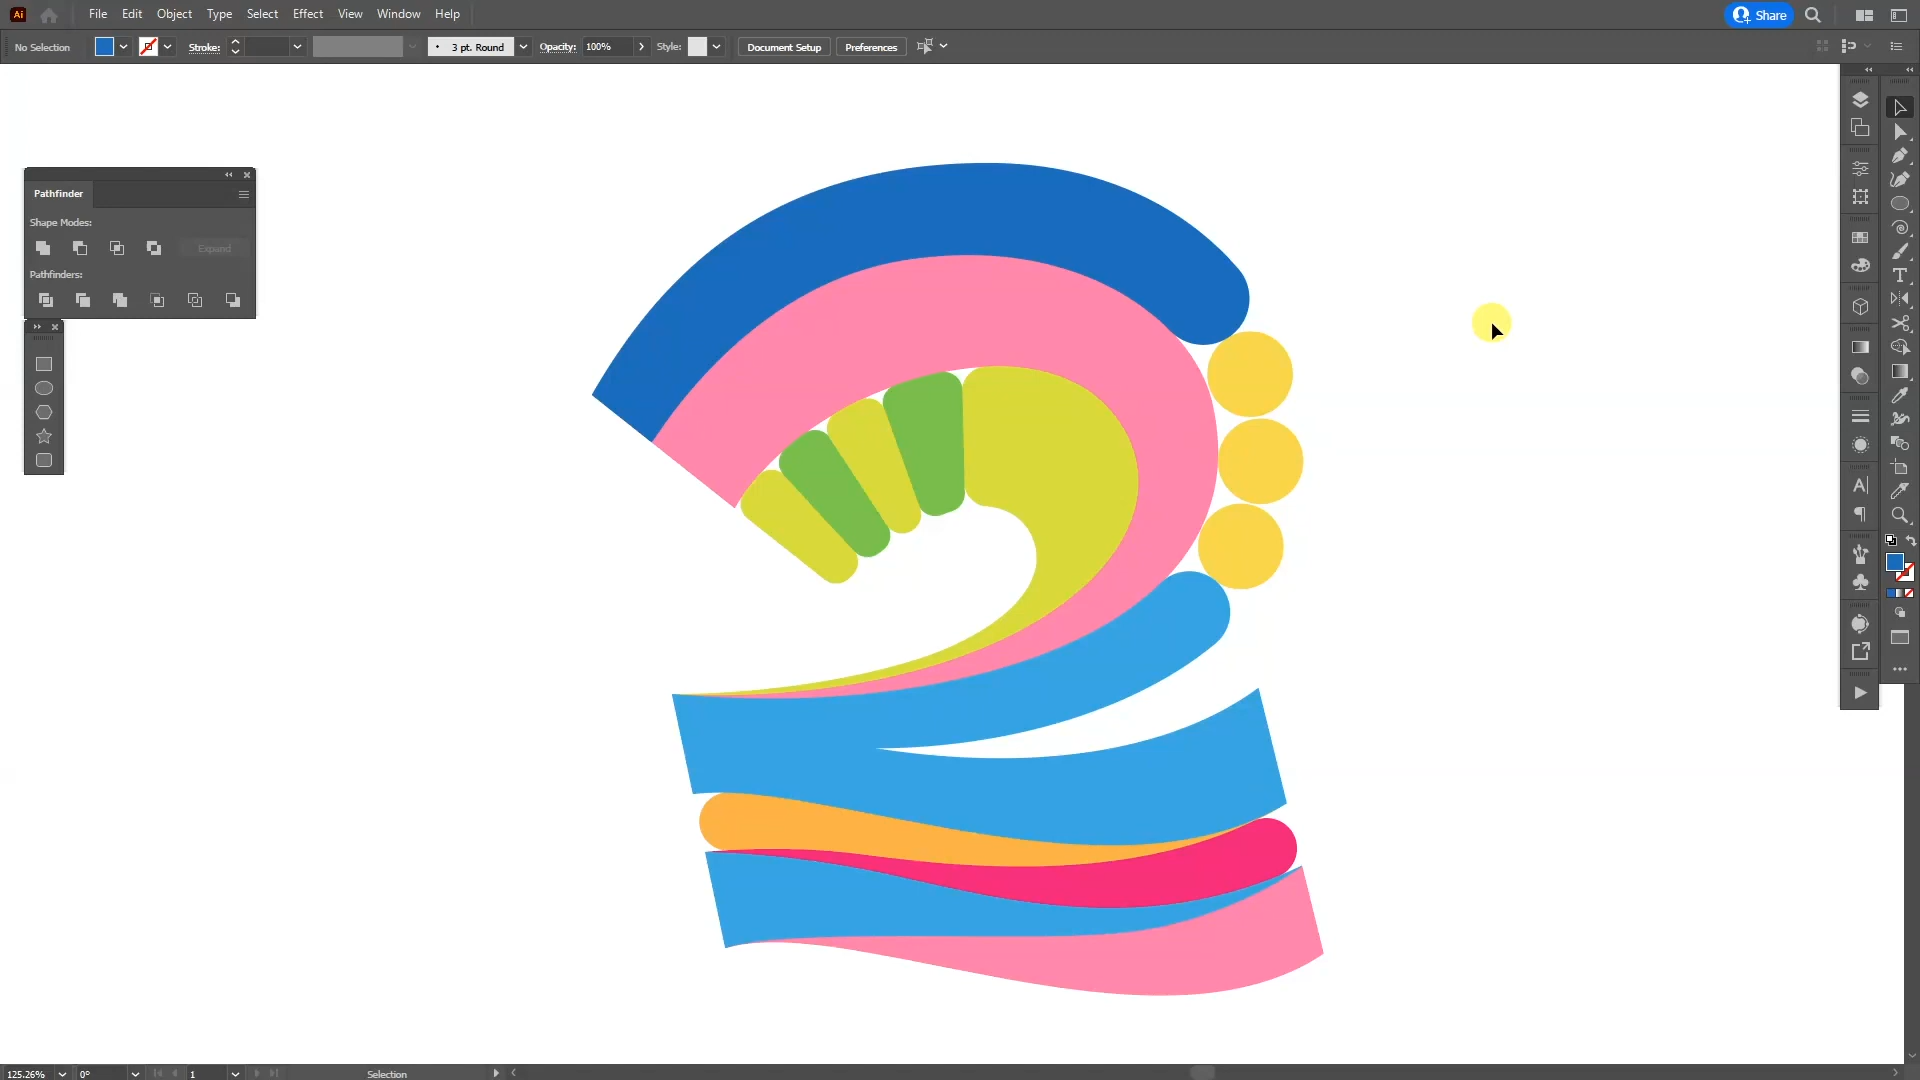 Ai File Edit Object Type Select Effect View Window Help Share
No Selection Stroke: 3 pt. Round Opacity: 100% Style: Document Setup Preferences
Pathfinder
Shape Modes:
Expand
Pathfinders:
125.26% 0° 1 Selection